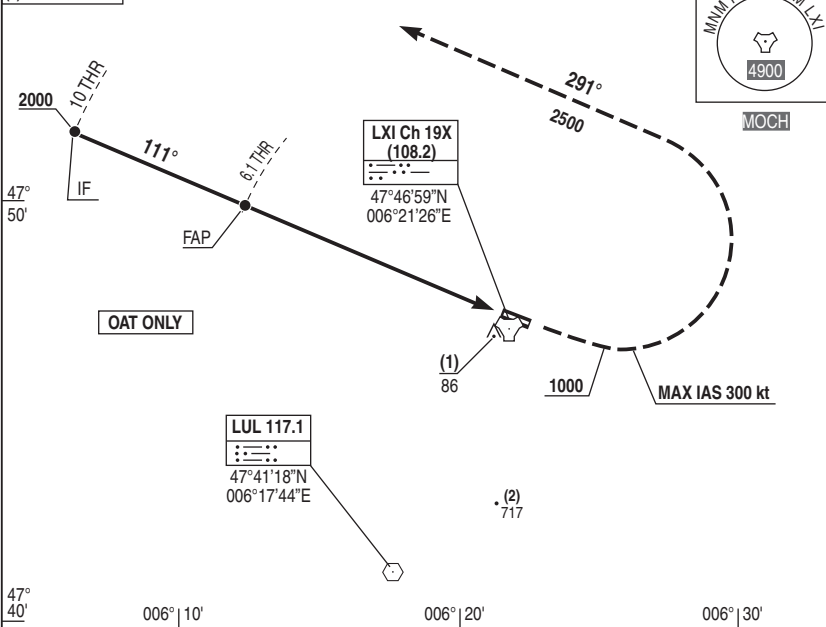 MNM
M LXI
4900
MOCH
2000
10 THR
IF
111°
6.1 THR
FAP
LXI Ch 19X
(108.2)
47°46'59"N
006°21'26"E
291°
2500
47°
50'
OAT ONLY
(1)
86
1000
MAX IAS 300 kt
LUL 117.1
47°41'18"N
006°17'44"E
(2)
717
47°
40'
006° 10'
006° 20'
006° 30'